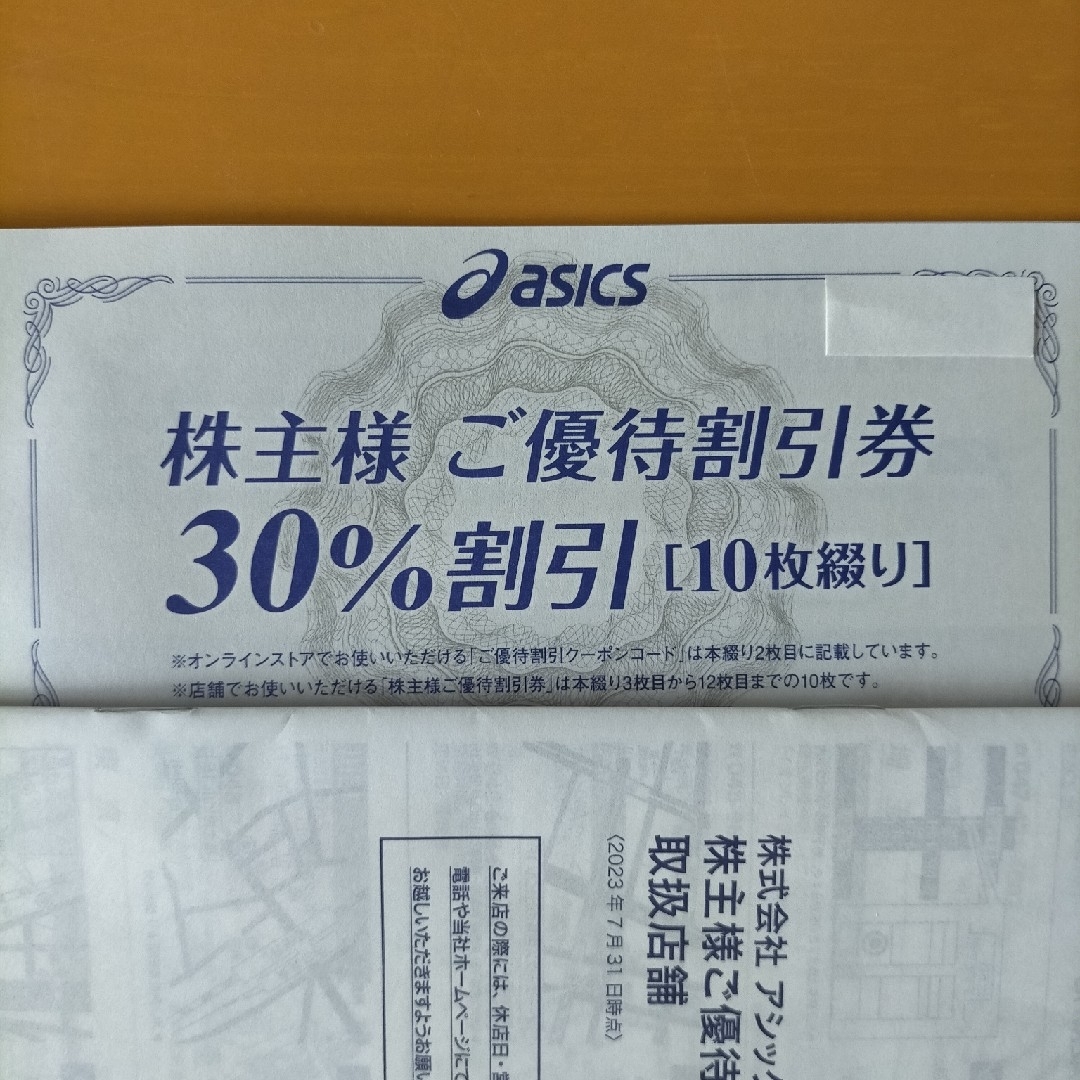 asics
株主様 ご優待割引券
30%割引 [10枚綴り]
※オンラインストアでお使いいただける「ご優待割引クーポンコード」は本綴り2枚目に記載しています。
※店舗でお使いいただける「株主様ご優待割引券」は本綴り3枚目から12枚目までの10枚です。
株式会社 アシック
株主様ご優待
取扱店舗
〈2023年7月31日時点〉
ご来店の際には、休店日・営
電話や当社ホームページにて
お越しいただきますようお願い